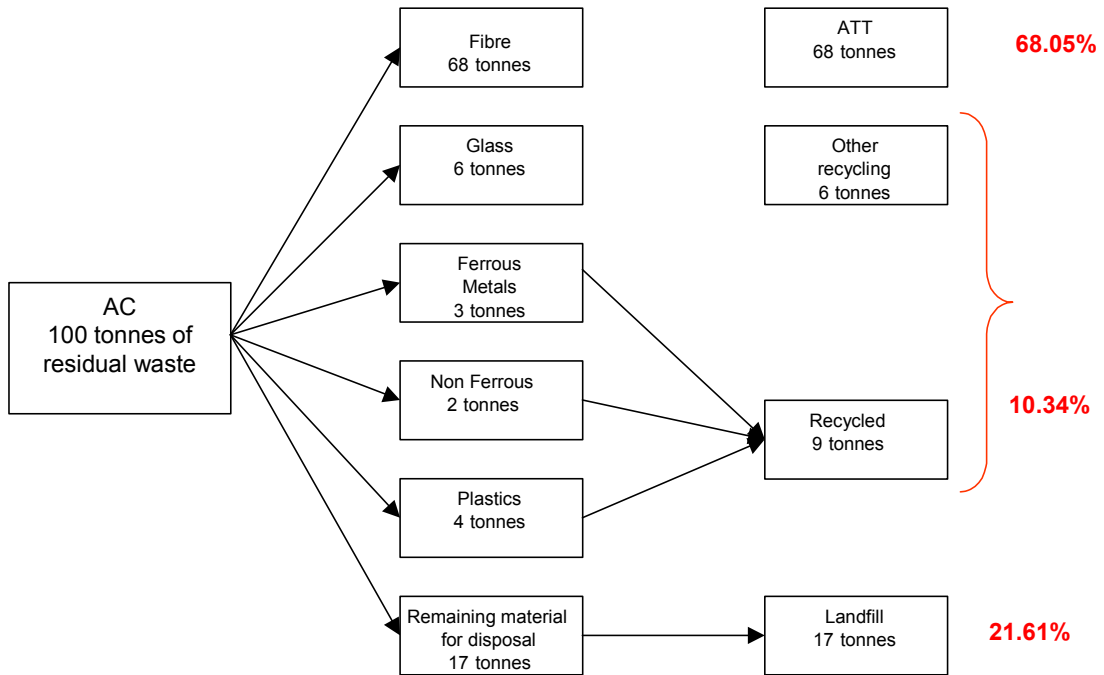 AC
100 tonnes of
residual waste
Fibre
68 tonnes
ATT
68 tonnes
68.05%
Glass
6 tonnes
Other
recycling
6 tonnes
Ferrous
Metals
3 tonnes
Non Ferrous
2 tonnes
Recycled
9 tonnes
10.34%
Plastics
4 tonnes
Remaining material
for disposal
17 tonnes
Landfill
17 tonnes
21.61%